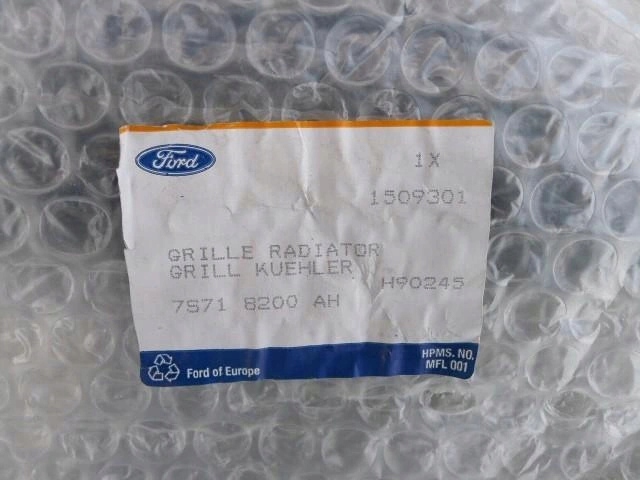 Ford
1X
1509301
GRILLE RADIATOR
GRILL KUEHLER
H90245
7S71 8200 AH
Ford of Europe
HPMS. NO.
MFL 001